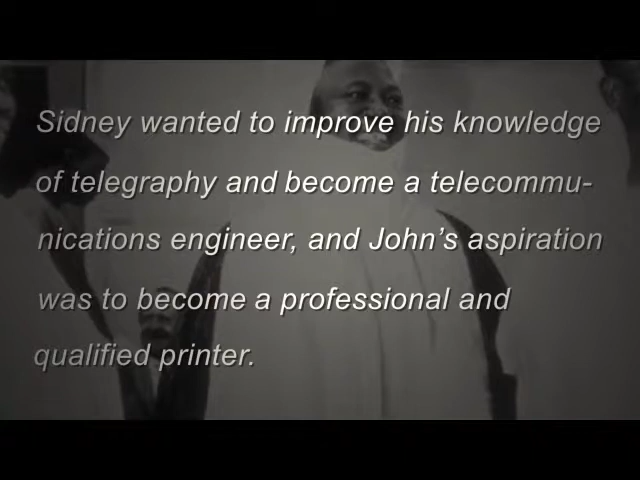 Sidney wanted to improve his knowledge
of telegraphy and become a telecommu-
nications engineer, and John's aspiration
was to become a professional and
qualified printer.